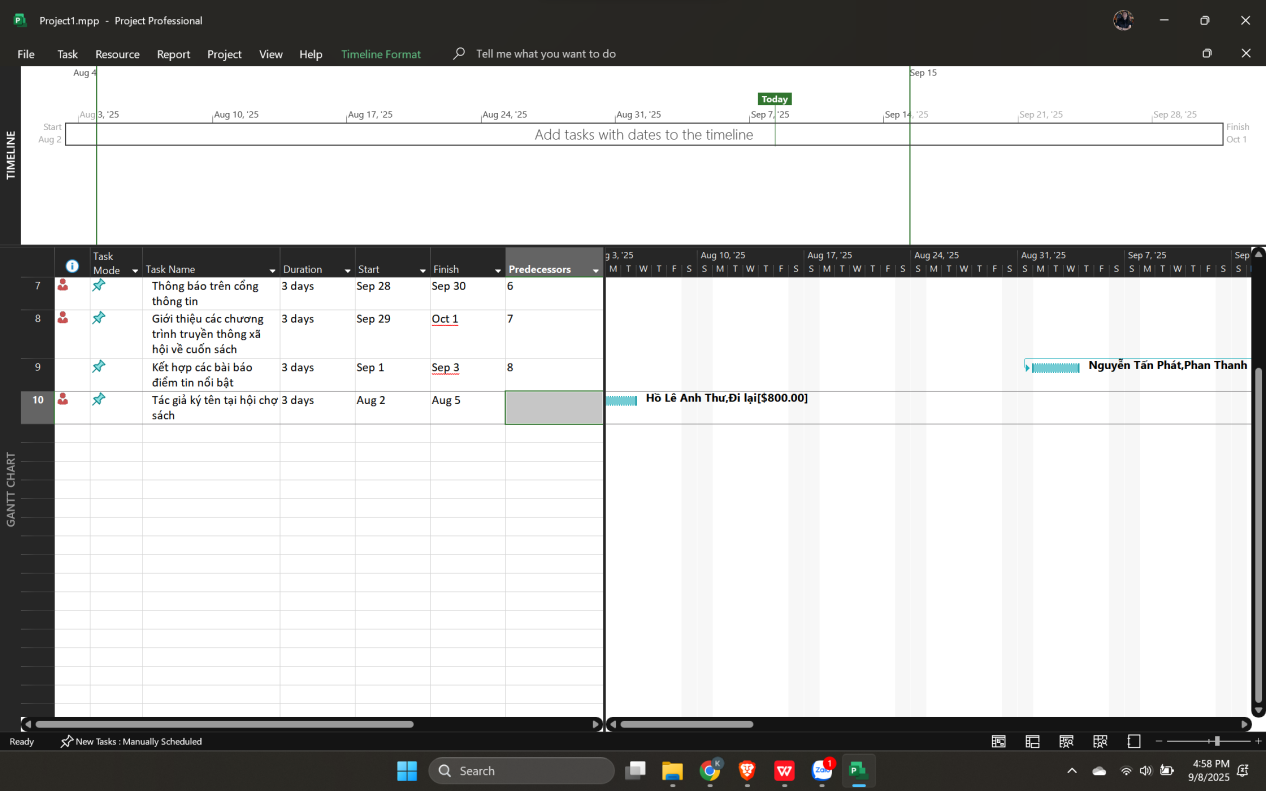 Project1.mpp - Project Professional
File Task Resource Report Project View Help Timeline Format Tell me what you want to do
TIMELINE
Aug 4 Sep 15
Today
Aug 3, '25 Aug 10, '25 Aug 17, '25 Aug 24, '25 Aug 31, '25 Sep 7, '25 Sep 14, '25 Sep 21, '25 Sep 28, '25
Start
Aug 2
Add tasks with dates to the timeline
Finish
Oct 1
GANTT CHART
Task
Mode Task Name Duration Start Finish Predecessors
g 3, '25 Aug 10, '25 Aug 17, '25 Aug 24, '25 Aug 31, '25 Sep 7, '25 Sep
M T W T F S S M T W T F S S M T W T F S S M T W T F S S M T W T F S S M T W T F S S
7 Thông báo trên cổng 3 days Sep 28 Sep 30 6
thông tin
8 Giới thiệu các chương 3 days Sep 29 Oct 1 7
trình truyền thông xã
hội về cuốn sách
9 Kết hợp các bài báo 3 days Sep 1 Sep 3 8
điểm tin nổi bật
Nguyễn Tấn Phát,Phan Thanh
10 Tác giả ký tên tại hội chợ 3 days Aug 2 Aug 5
sách
Hồ Lê Anh Thư,Đi lại[$800.00]
Ready New Tasks : Manually Scheduled
Search
K
Zalo
1
4:58 PM
9/8/2025